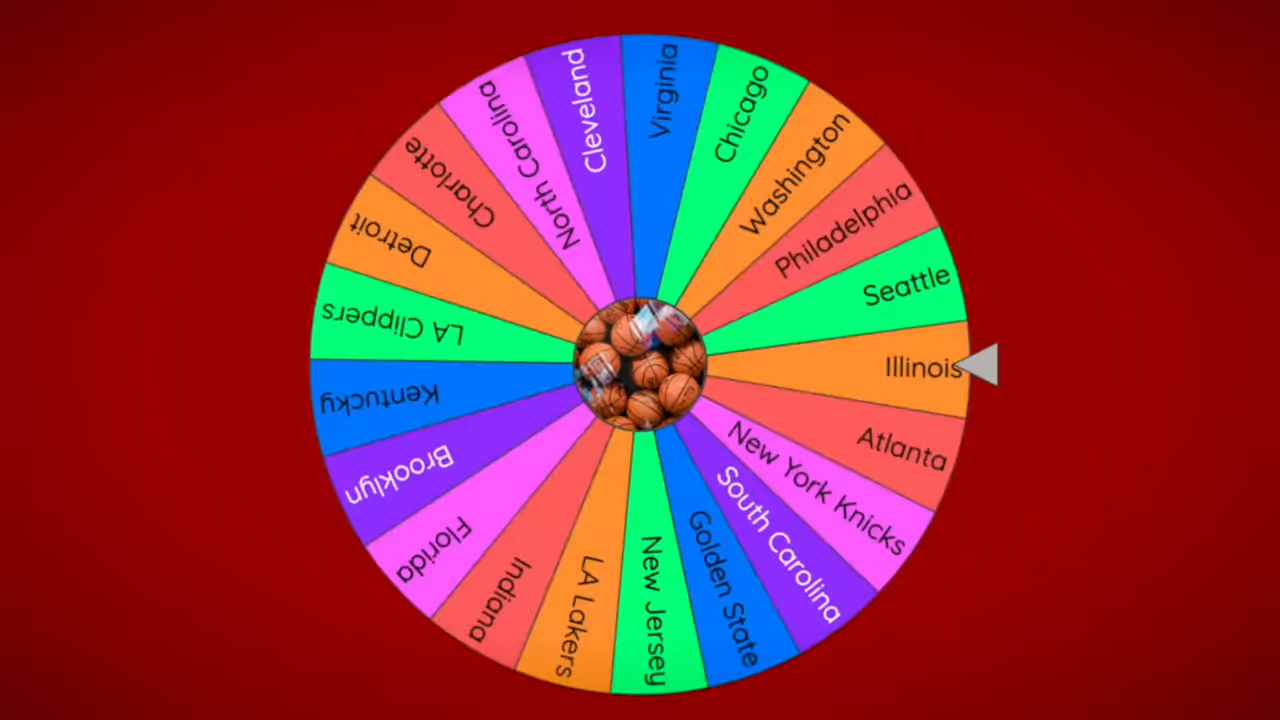 Virginia
Chicago
Washington
Philadelphia
Seattle
Illinois
Atlanta
New York Knicks
South Carolina
Golden State
New Jersey
LA Lakers
Indiana
Florida
Brooklyn
Kentucky
LA Clippers
Detroit
Charlotte
North Carolina
Cleveland